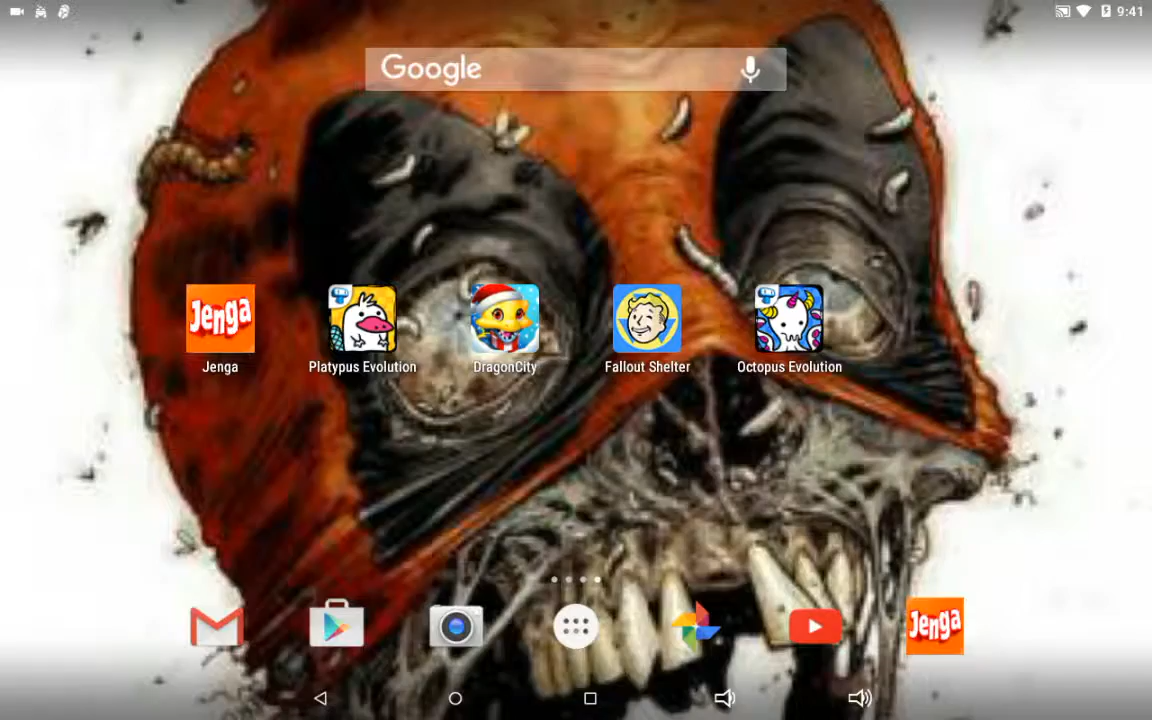 9:41
Google
Jenga
Jenga Platypus Evolution DragonCity Fallout Shelter Octopus Evolution
Jenga